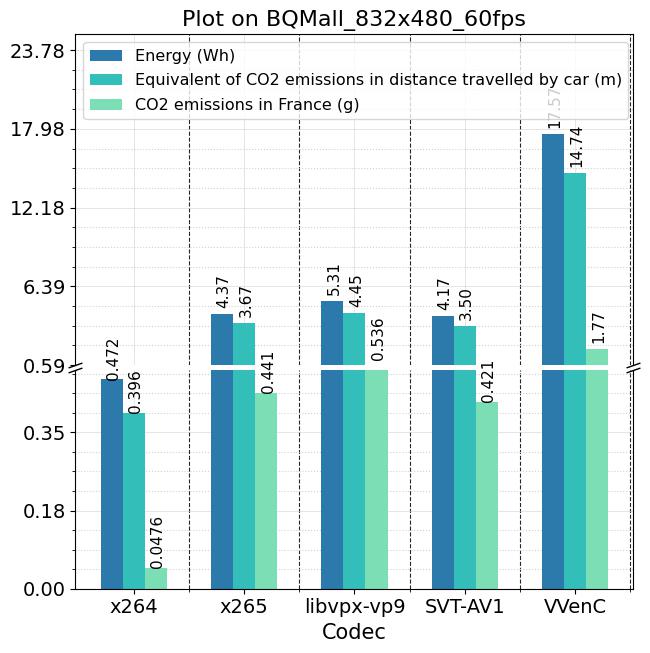 Plot on BQMall_832x480_60fps
Energy (Wh)
Equivalent of CO2 emissions in distance travelled by car (m)
CO2 emissions in France (g)
23.78
17.98
12.18
6.39
0.59
0.35
0.18
0.00
0.472
0.396
0.0476
4.37
3.67
0.441
5.31
4.45
0.536
4.17
3.50
0.421
17.57
14.74
1.77
x264
x265
libvpx-vp9
SVT-AV1
VVenC
Codec